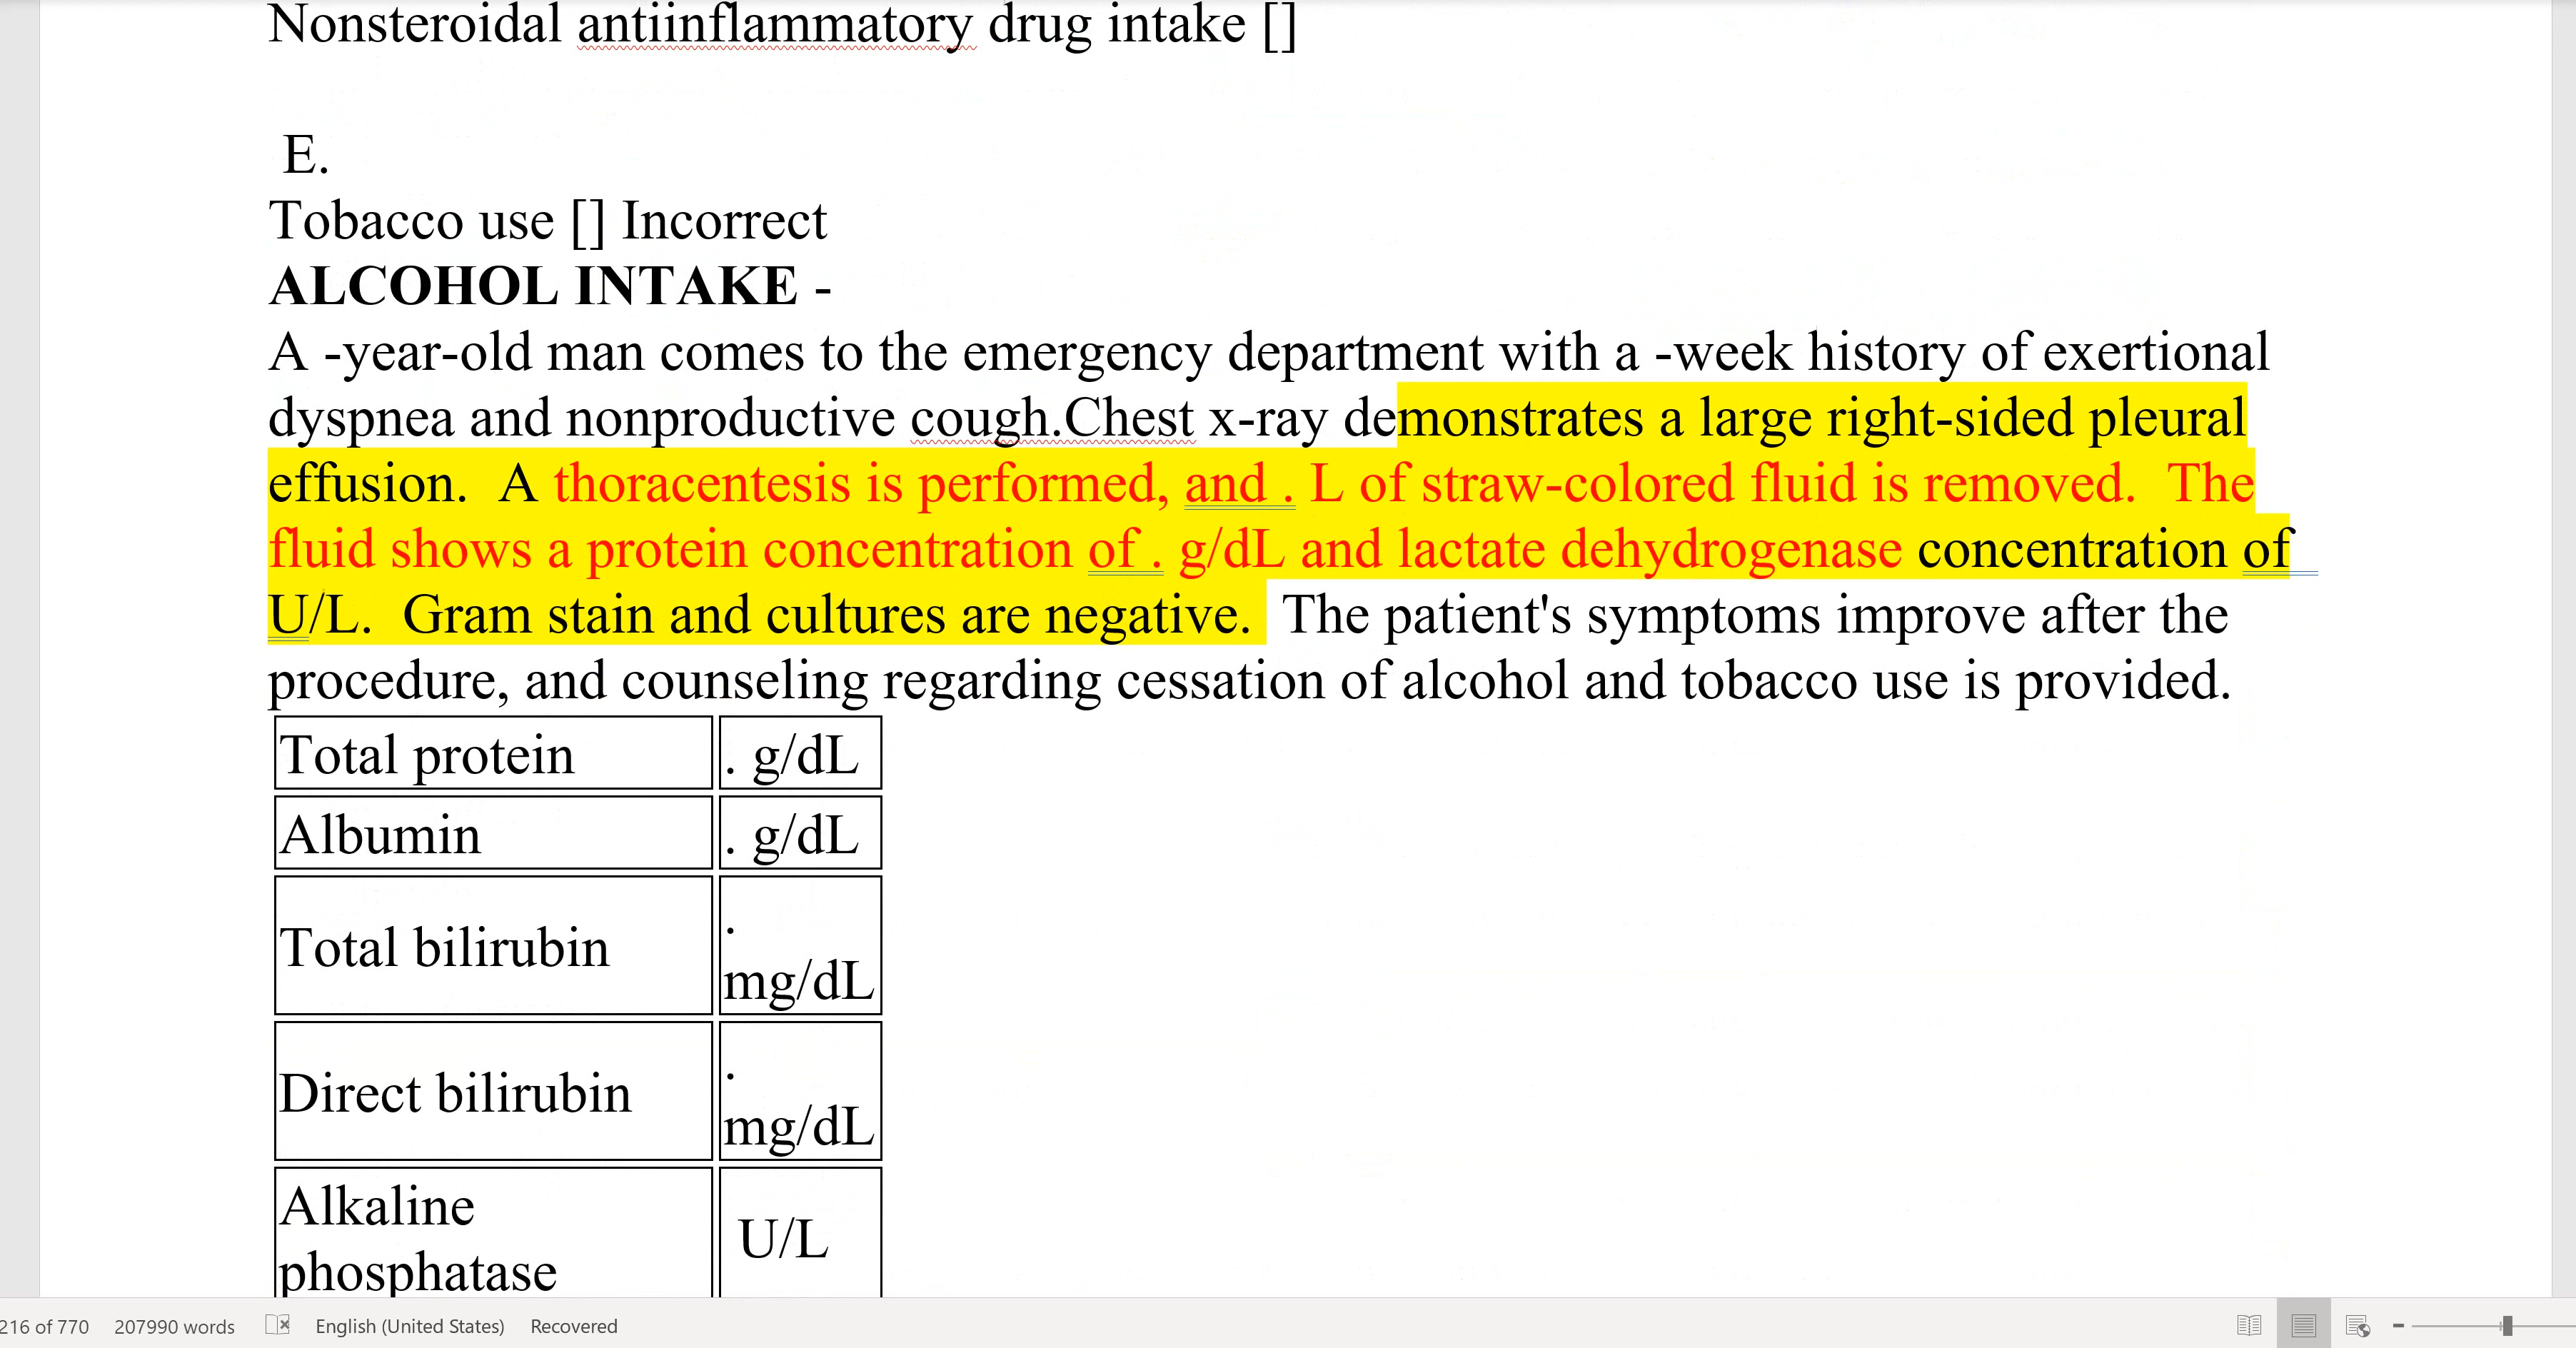 Nonsteroidal antiinflammatory drug intake []
E.
Tobacco use [] Incorrect
ALCOHOL INTAKE -
A -year-old man comes to the emergency department with a -week history of exertional
dyspnea and nonproductive cough.Chest x-ray demonstrates a large right-sided pleural
effusion.  A thoracentesis is performed, and . L of straw-colored fluid is removed.  The
fluid shows a protein concentration of . g/dL and lactate dehydrogenase concentration of
U/L.  Gram stain and cultures are negative.  The patient's symptoms improve after the
procedure, and counseling regarding cessation of alcohol and tobacco use is provided.
Total protein . g/dL
Albumin . g/dL
Total bilirubin . mg/dL
Direct bilirubin . mg/dL
Alkaline phosphatase U/L
216 of 770 207990 words English (United States) Recovered